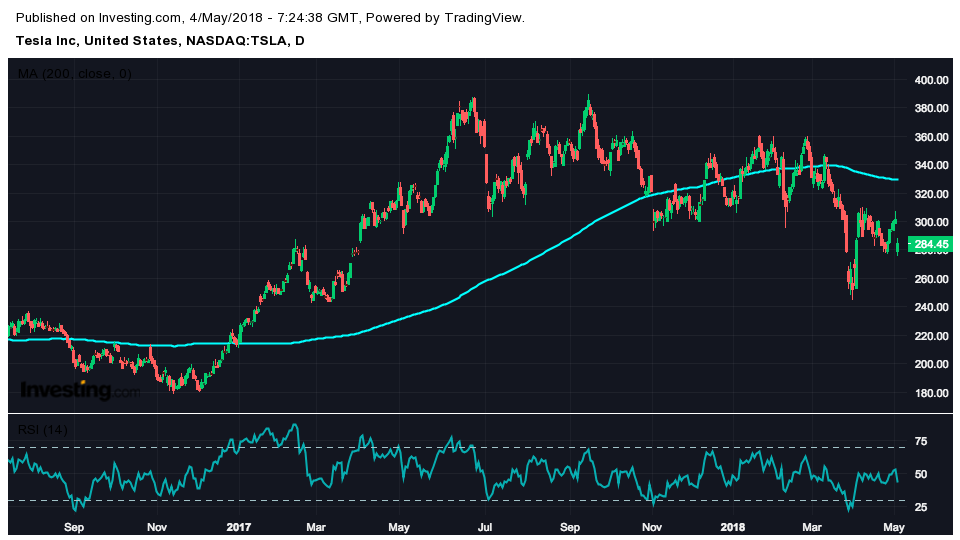 Published on Investing.com, 4/May/2018 - 7:24:38 GMT, Powered by TradingView.
Tesla Inc, United States, NASDAQ:TSLA, D
MA (200, close, 0)
400.00
380.00
360.00
340.00
320.00
300.00
284.45
280.00
260.00
240.00
220.00
200.00
180.00
Investing.com
RSI (14)
75
50
25
Sep Nov 2017 Mar May Jul Sep Nov 2018 Mar May